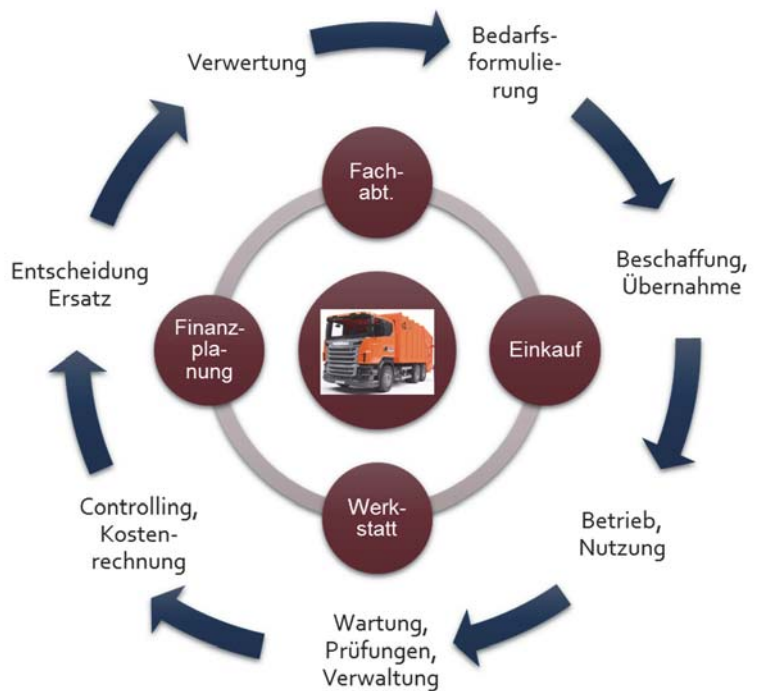 Verwertung
Bedarfs-
formulie-
rung
Beschaffung,
Übernahme
Betrieb,
Nutzung
Wartung,
Prüfungen,
Verwaltung
Controlling,
Kosten-
rechnung
Entscheidung
Ersatz
Fach-
abt.
Einkauf
Werk-
statt
Finanz-
pla-
nung